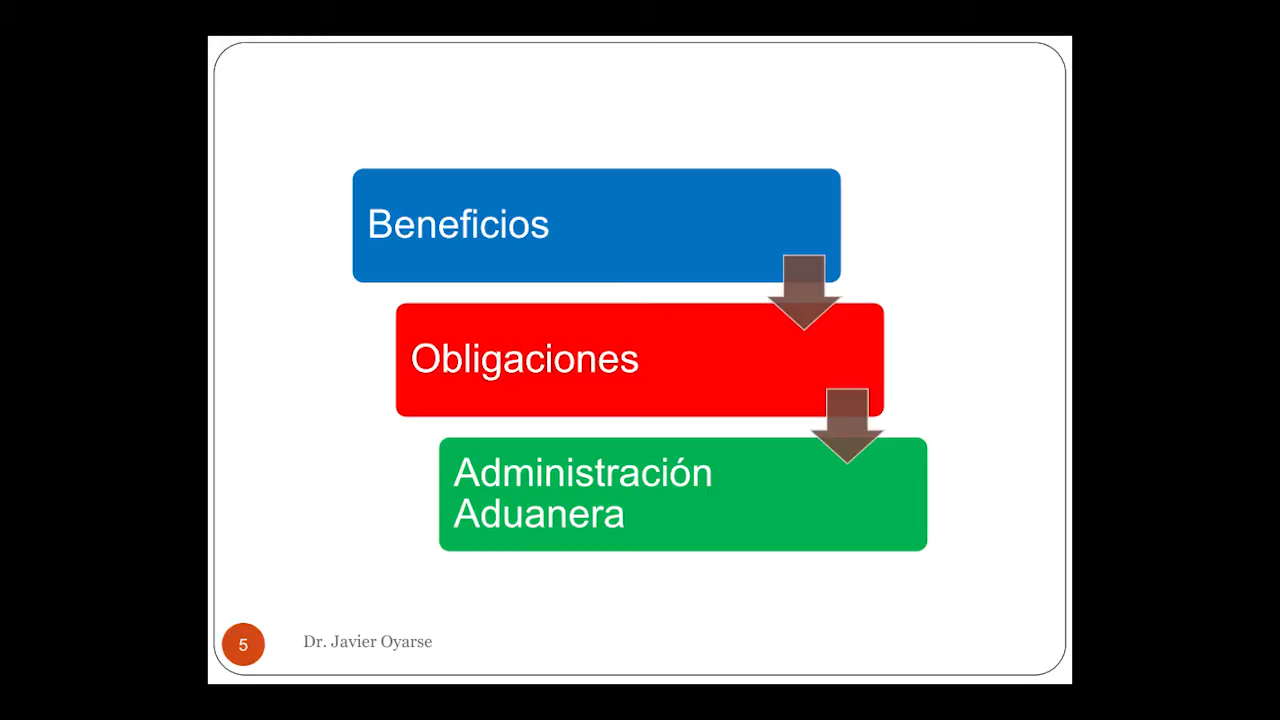 Beneficios
Obligaciones
Administración
Aduanera
5
Dr. Javier Oyarse